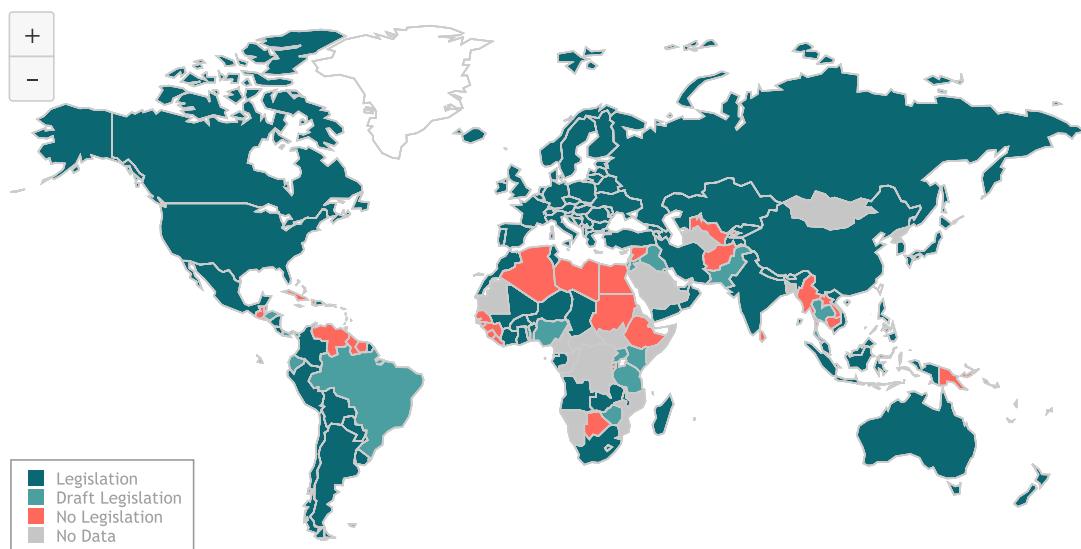 +
−
Legislation
Draft Legislation
No Legislation
No Data